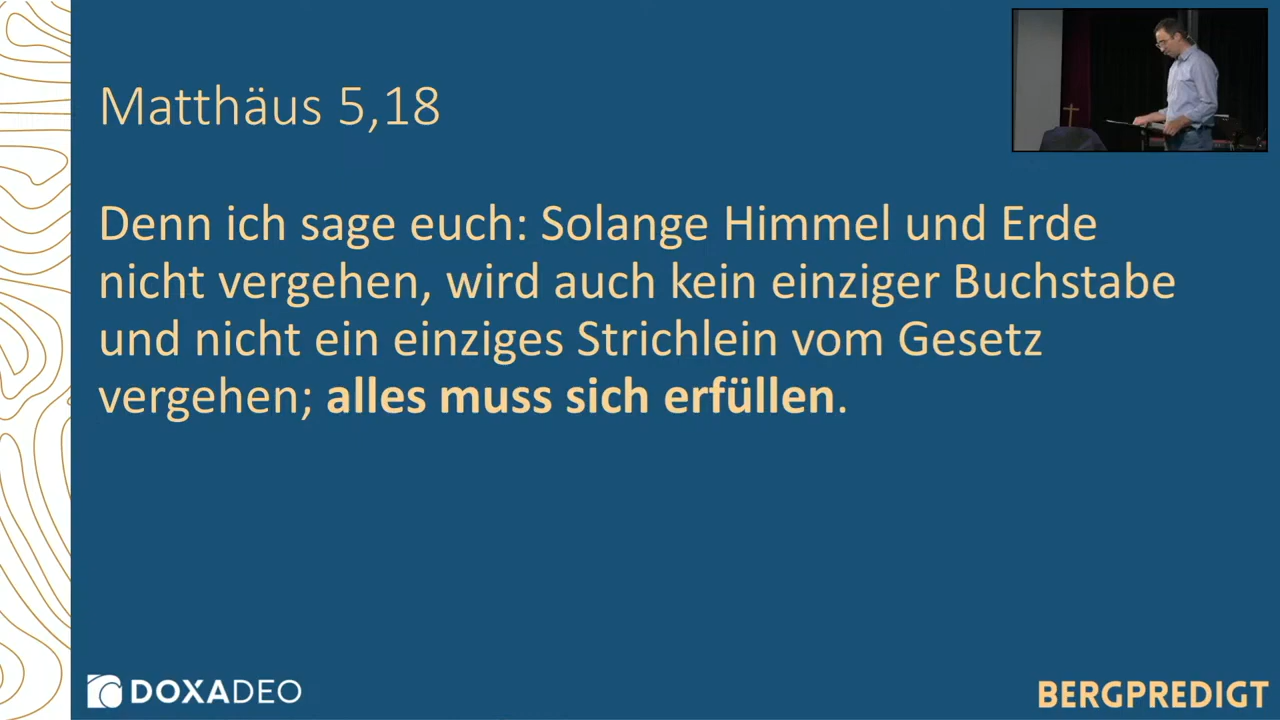 Matthäus 5,18
Denn ich sage euch: Solange Himmel und Erde
nicht vergehen, wird auch kein einziger Buchstabe
und nicht ein einziges Strichlein vom Gesetz
vergehen; alles muss sich erfüllen.
DOXADEO
BERGPREDIGT